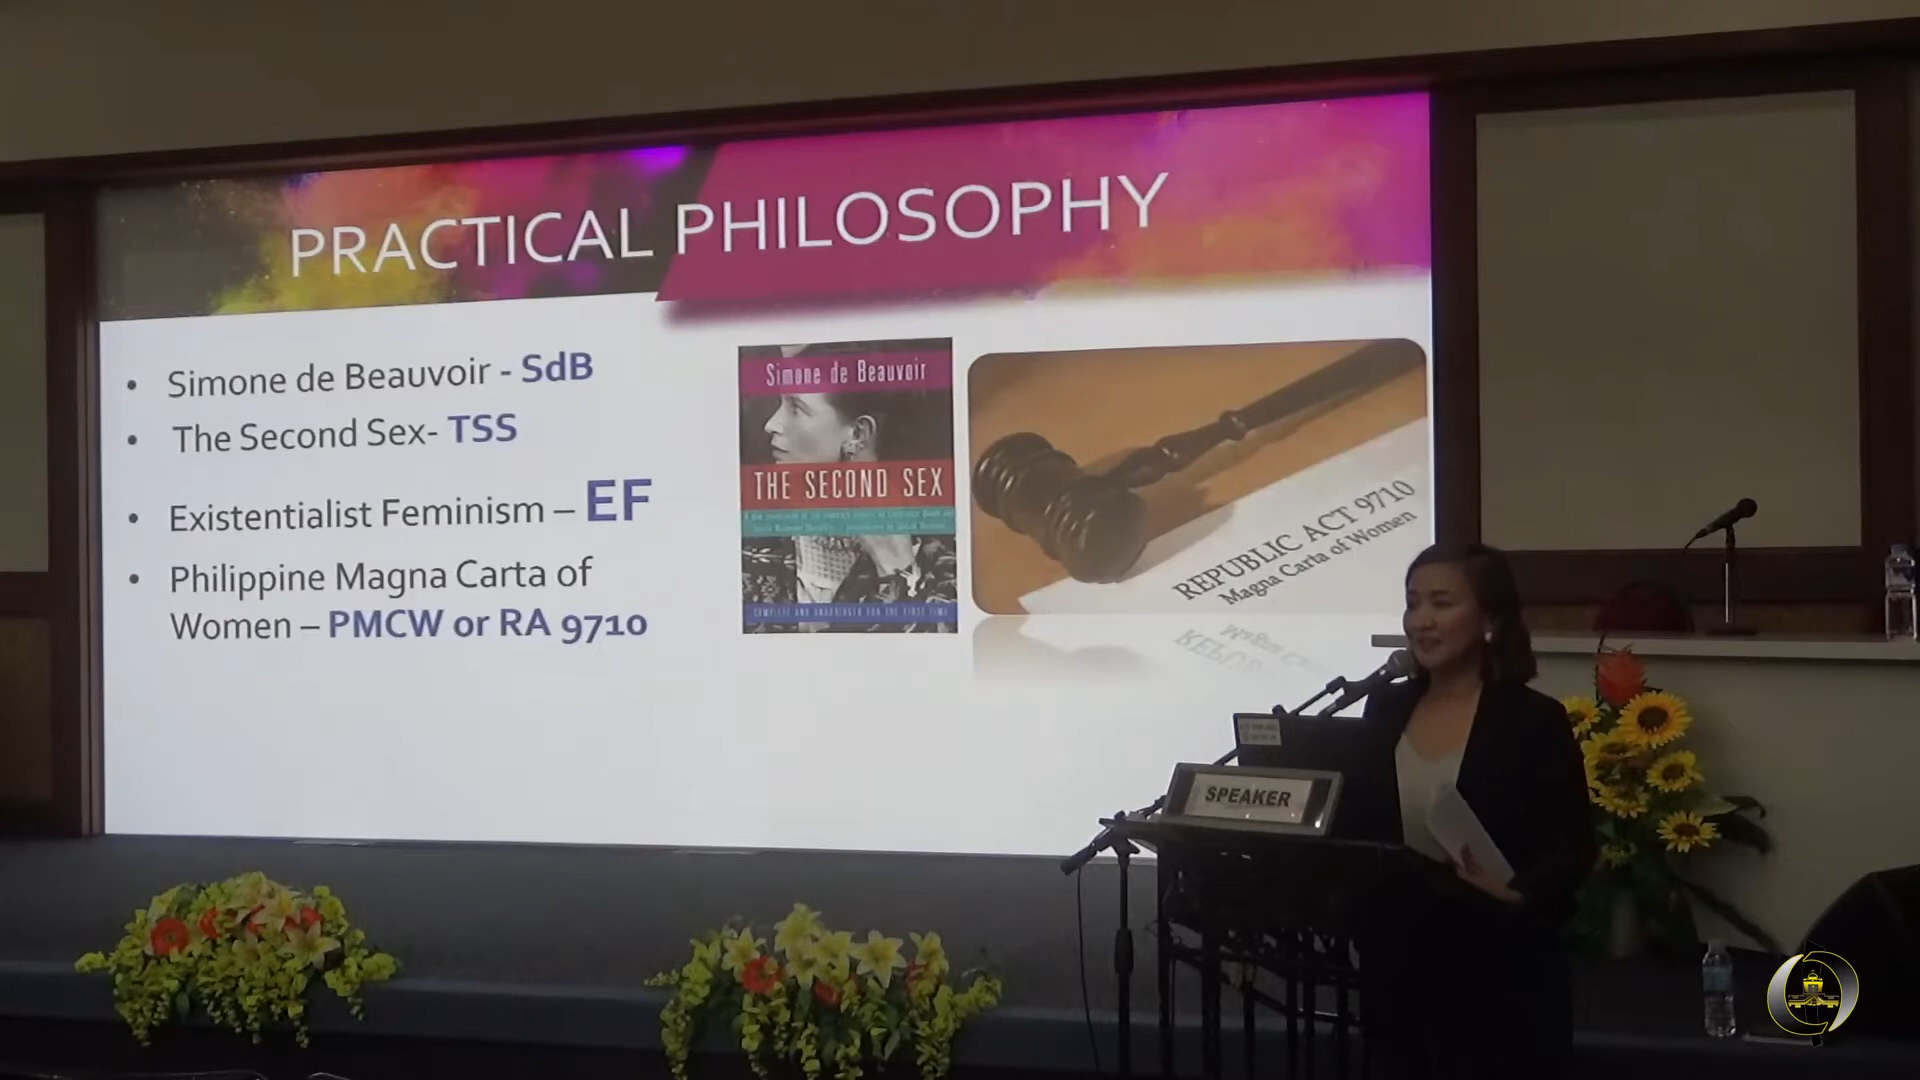 PRACTICAL PHILOSOPHY
• Simone de Beauvoir - SdB
• The Second Sex- TSS
• Existentialist Feminism – EF
• Philippine Magna Carta of
Women – PMCW or RA 9710
Simone de Beauvoir
THE SECOND SEX
COMPLETE AND UNABRIDGED FOR THE FIRST TIME
REPUBLIC ACT 9710
Magna Carta of Women
SPEAKER